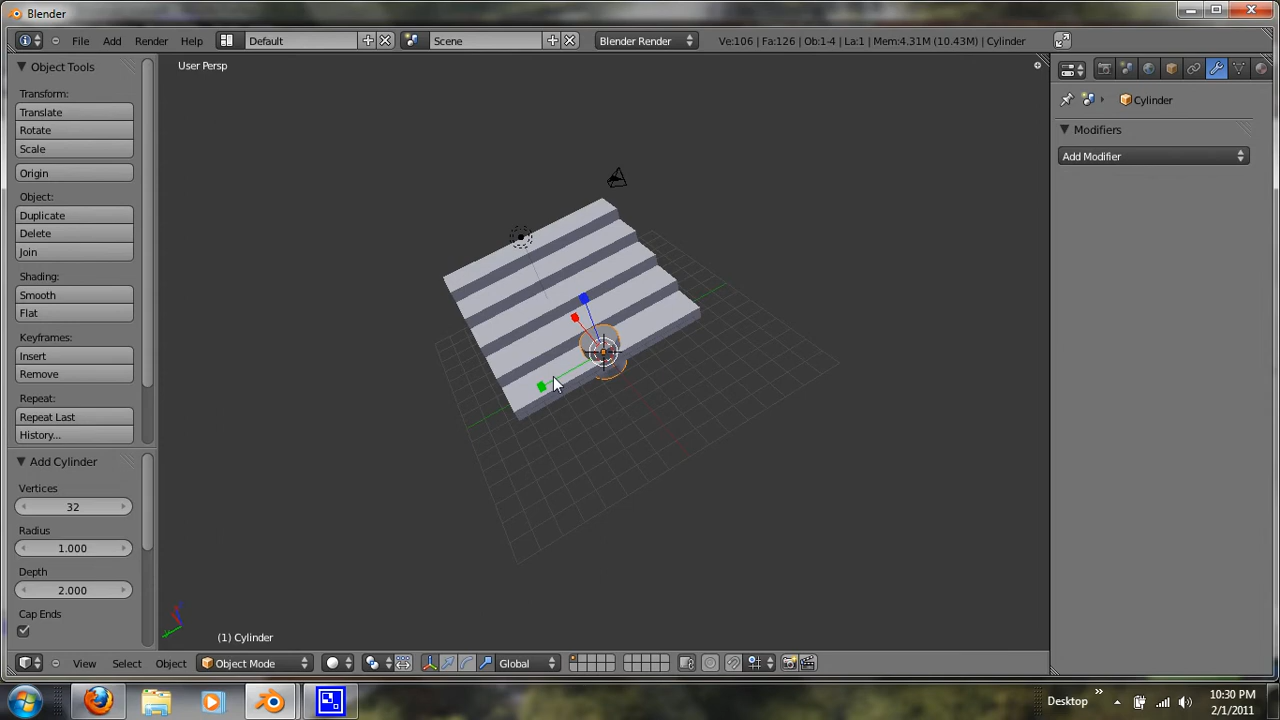 Blender
File Add Render Help Default Scene Blender Render Ve:106 | Fa:126 | Ob:1-4 | La:1 | Mem:4.31M (10.43M) | Cylinder
Object Tools
Transform:
Translate
Rotate
Scale
Origin
Object:
Duplicate
Delete
Join
Shading:
Smooth
Flat
Keyframes:
Insert
Remove
Repeat:
Repeat Last
History...
Add Cylinder
Vertices
32
Radius
1.000
Depth
2.000
Cap Ends
User Persp
(1) Cylinder
View Select Object Object Mode Global
Cylinder
Modifiers
Add Modifier
Desktop
10:30 PM
2/1/2011